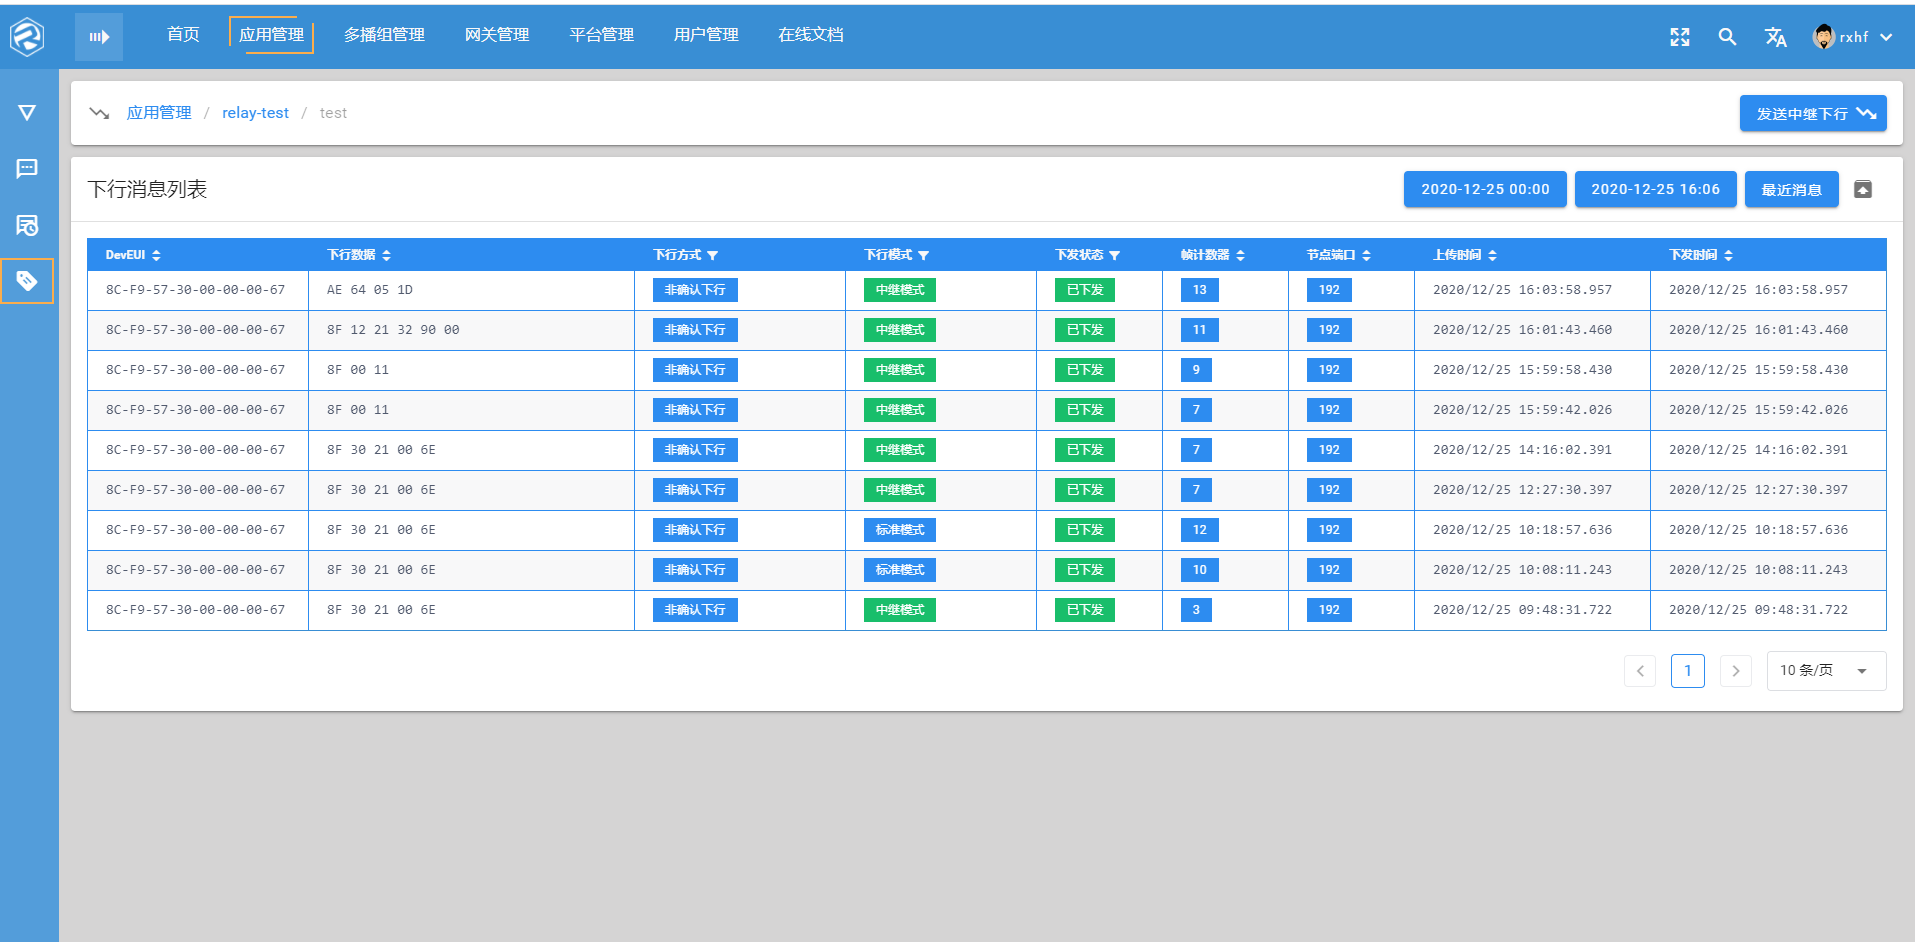 首页 应用管理 多播组管理 网关管理 平台管理 用户管理 在线文档 rxhf
应用管理 / relay-test / test 发送中继下行
下行消息列表 2020-12-25 00:00 2020-12-25 16:06 最近消息
DevEUI 下行数据 下行方式 下行模式 下发状态 帧计数器 节点端口 上传时间 下发时间
8C-F9-57-30-00-00-00-67 AE 64 05 1D 非确认下行 中继模式 已下发 13 192 2020/12/25 16:03:58.957 2020/12/25 16:03:58.957
8C-F9-57-30-00-00-00-67 8F 12 21 32 90 00 非确认下行 中继模式 已下发 11 192 2020/12/25 16:01:43.460 2020/12/25 16:01:43.460
8C-F9-57-30-00-00-00-67 8F 00 11 非确认下行 中继模式 已下发 9 192 2020/12/25 15:59:58.430 2020/12/25 15:59:58.430
8C-F9-57-30-00-00-00-67 8F 00 11 非确认下行 中继模式 已下发 7 192 2020/12/25 15:59:42.026 2020/12/25 15:59:42.026
8C-F9-57-30-00-00-00-67 8F 30 21 00 6E 非确认下行 中继模式 已下发 7 192 2020/12/25 14:16:02.391 2020/12/25 14:16:02.391
8C-F9-57-30-00-00-00-67 8F 30 21 00 6E 非确认下行 中继模式 已下发 7 192 2020/12/25 12:27:30.397 2020/12/25 12:27:30.397
8C-F9-57-30-00-00-00-67 8F 30 21 00 6E 非确认下行 标准模式 已下发 12 192 2020/12/25 10:18:57.636 2020/12/25 10:18:57.636
8C-F9-57-30-00-00-00-67 8F 30 21 00 6E 非确认下行 标准模式 已下发 10 192 2020/12/25 10:08:11.243 2020/12/25 10:08:11.243
8C-F9-57-30-00-00-00-67 8F 30 21 00 6E 非确认下行 中继模式 已下发 3 192 2020/12/25 09:48:31.722 2020/12/25 09:48:31.722
1 10 条/页